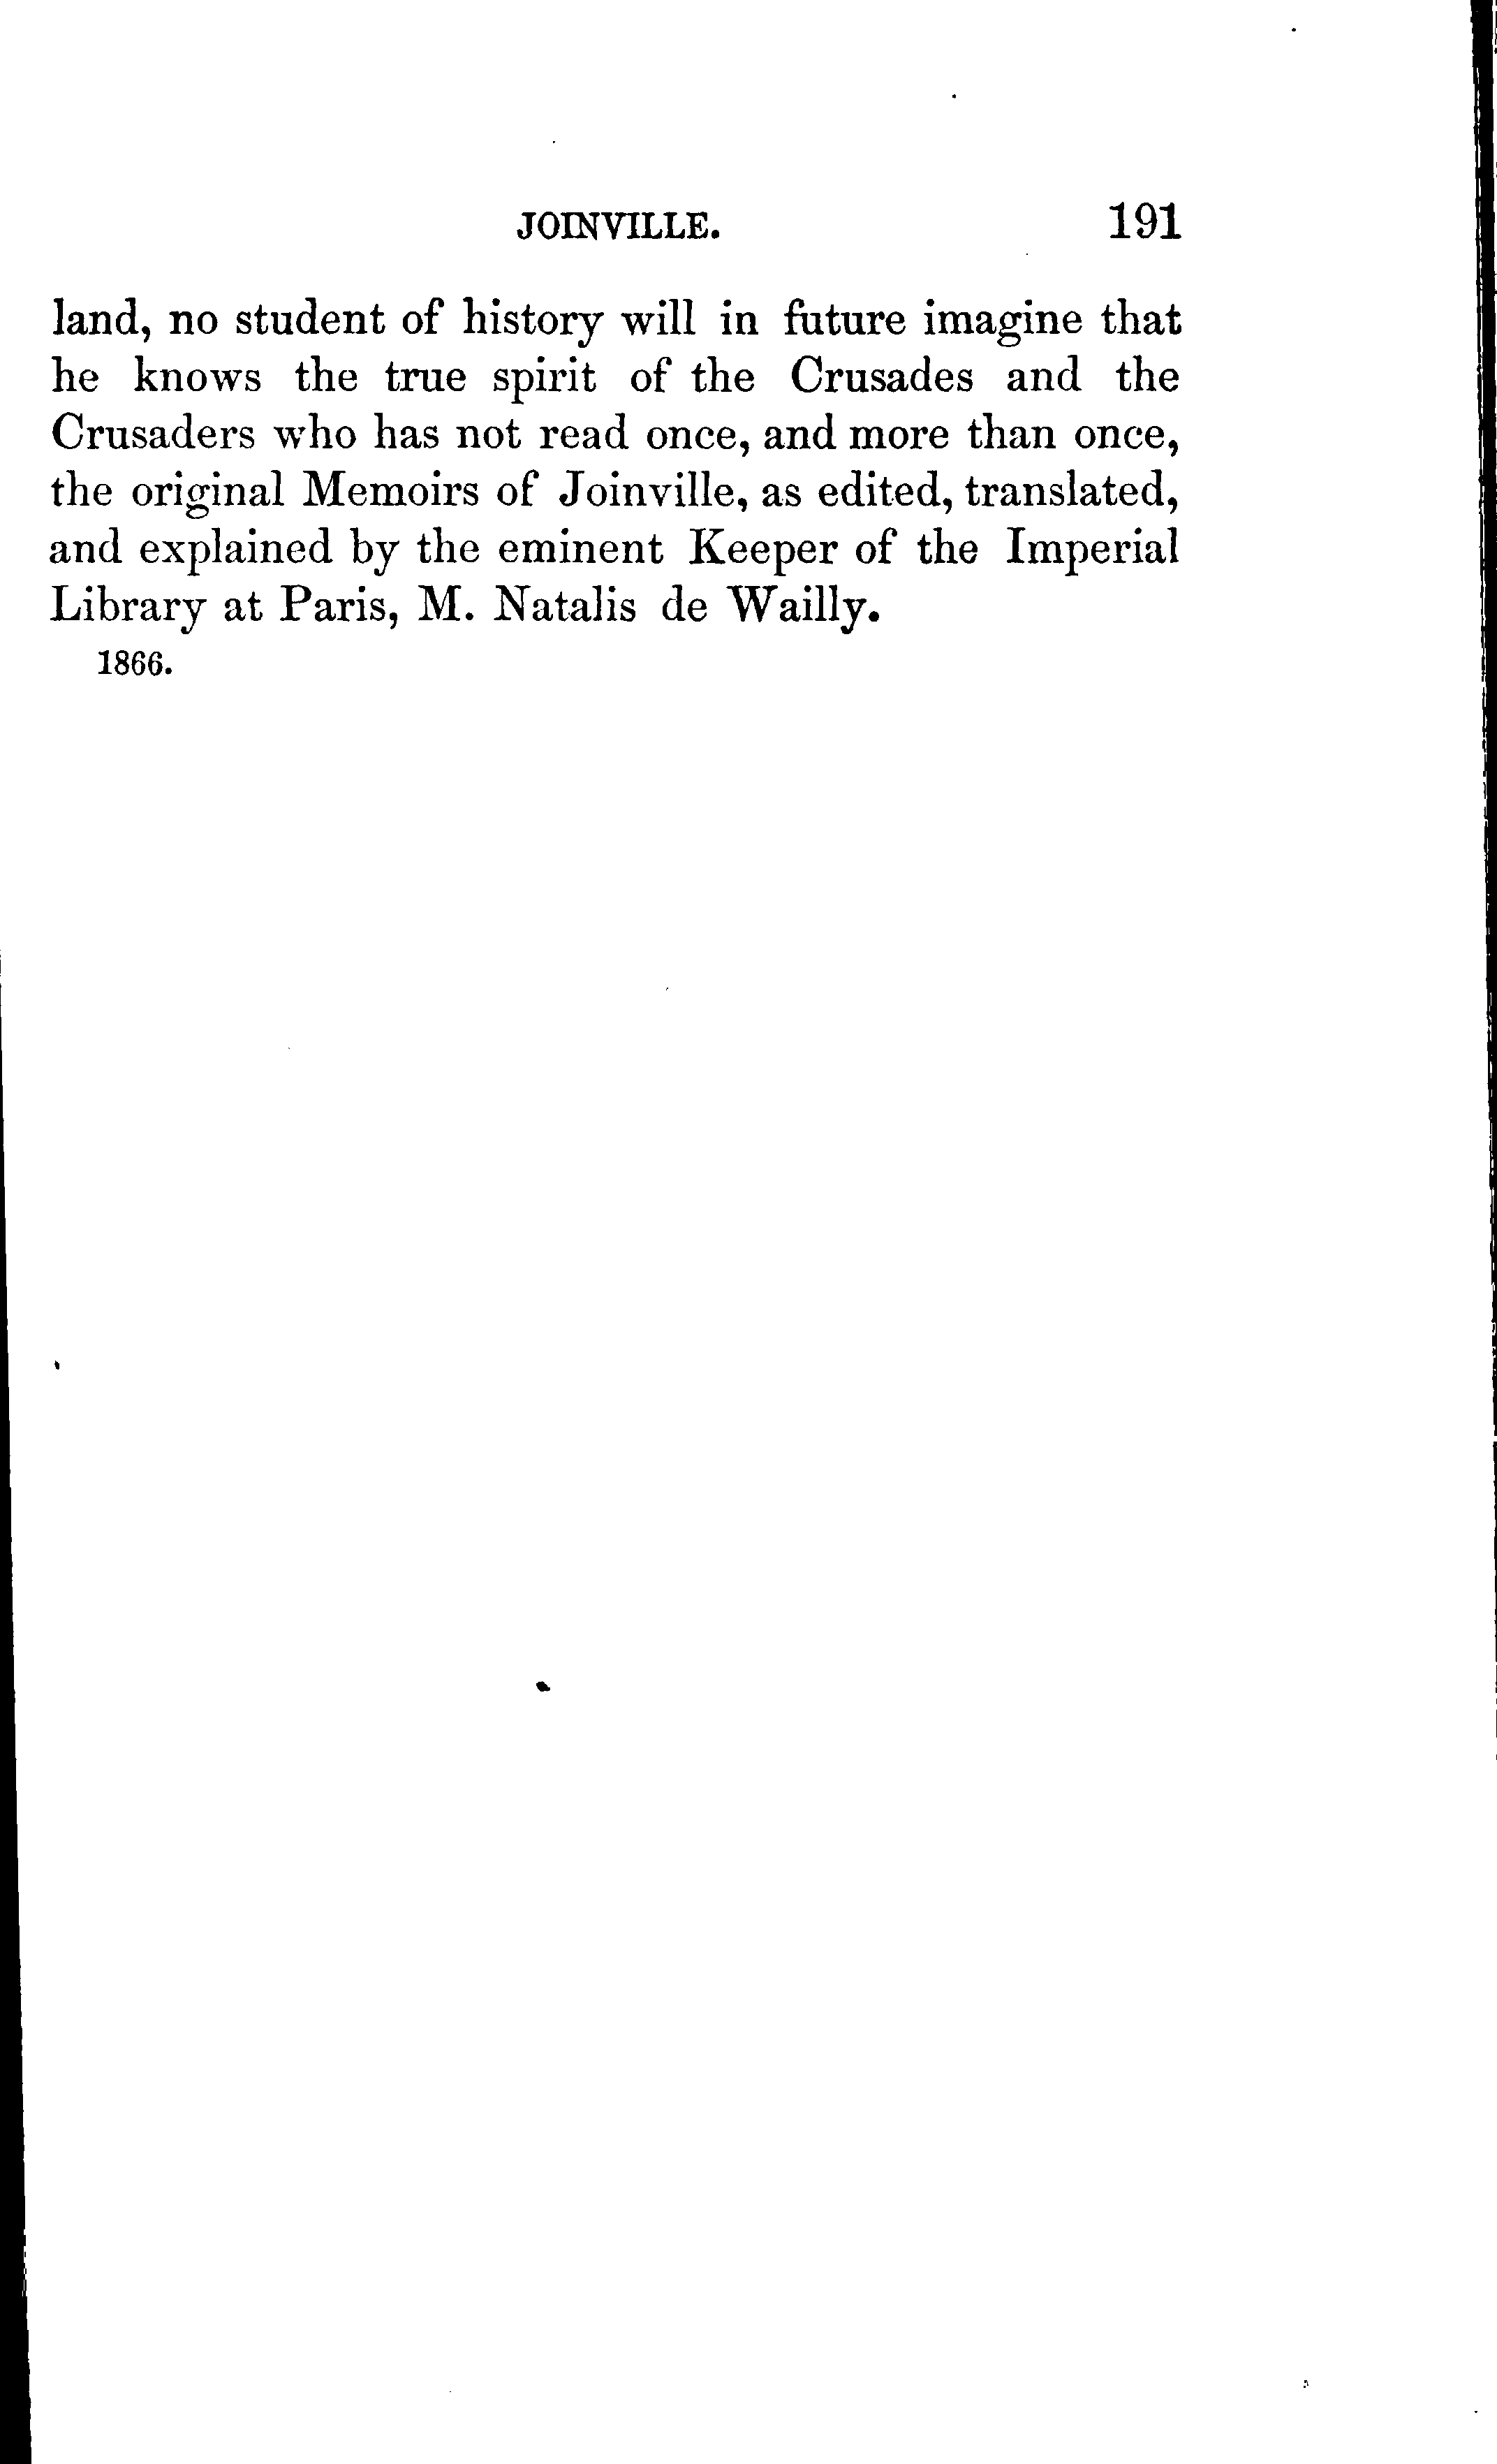 JOINVILLE. 191
land, no student of history will in future imagine that
he knows the true spirit of the Crusades and the
Crusaders who has not read once, and more than once,
the original Memoirs of Joinville, as edited, translated,
and explained by the eminent Keeper of the Imperial
Library at Paris, M. Natalis de Wailly.
1866.